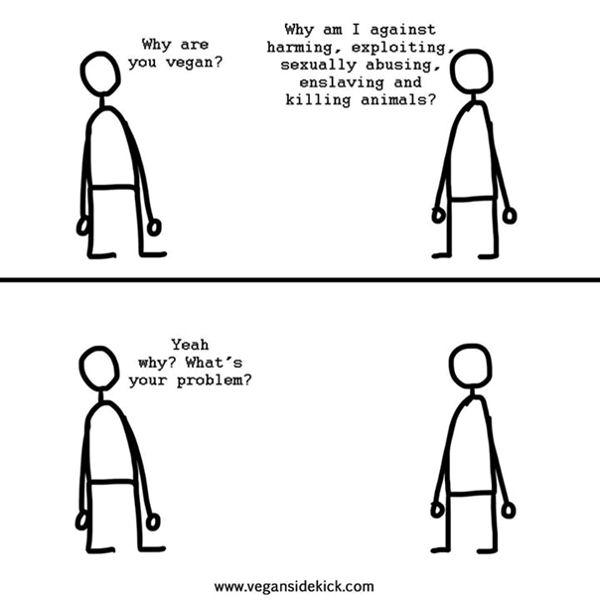 Why are
you vegan?
Why am I against
harming, exploiting,
sexually abusing,
enslaving and
killing animals?
Yeah
why? What's
your problem?
www.vegansidekick.com